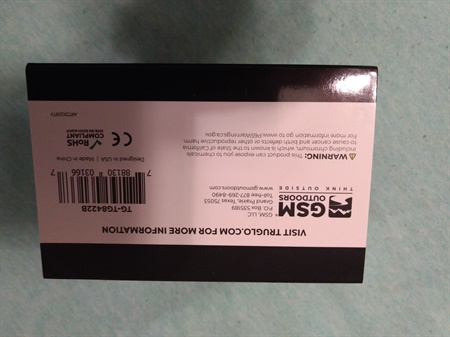 VISIT TRUGLO.COM FOR MORE INFORMATION
GSM
OUTDOORS
THINK OUTSIDE
GSM, LLC
P.O. Box 535189
Grand Prairie, Texas 75053
Toll-free 877-269-8490
www.gsmoutdoors.com
TG-TG8422B
7 88130 03166 7
Designed in USA Made in China
CE
RoHS
COMPLIANT
WARNING: This product can expose you to chemicals
including chromium, which is known to the State of California
to cause cancer and birth defects or other reproductive harm.
For more information go to www.P65Warnings.ca.gov